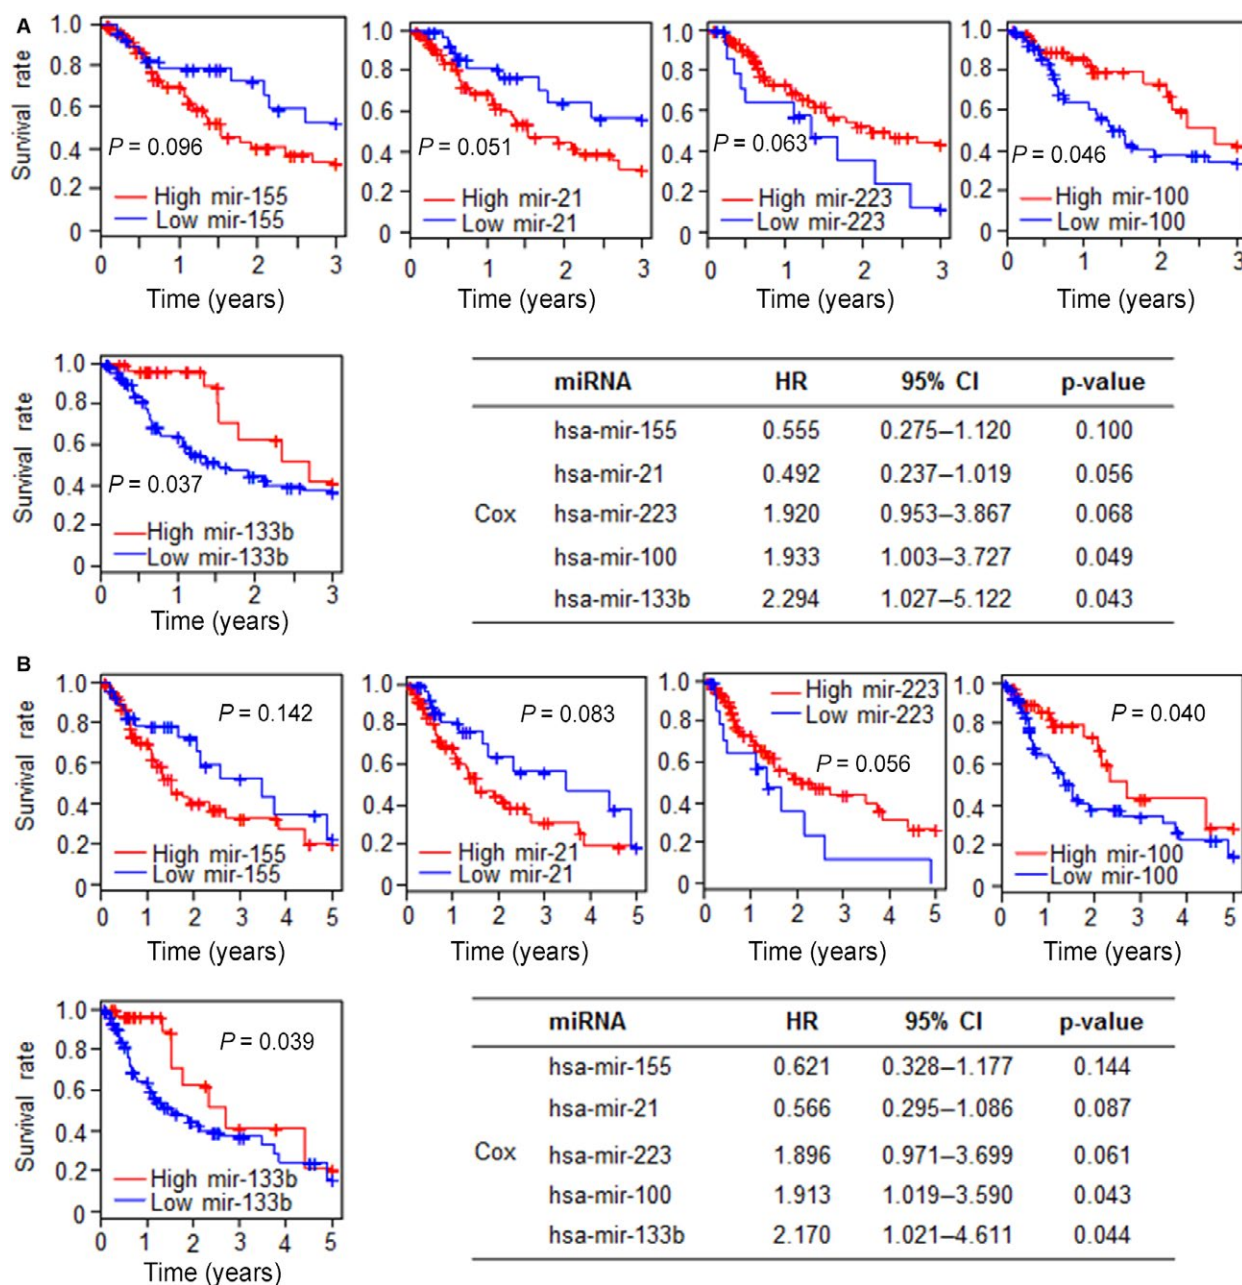 A
Survival rate
1.0
0.8
0.6
0.4
0.2
0
P = 0.096
High mir-155
Low mir-155
0 1 2 3
Time (years)
1.0
0.8
0.6
0.4
0.2
0
P = 0.051
High mir-21
Low mir-21
0 1 2 3
Time (years)
1.0
0.8
0.6
0.4
0.2
0
P = 0.063
High mir-223
Low mir-223
0 1 2 3
Time (years)
1.0
0.8
0.6
0.4
0.2
0
P = 0.046
High mir-100
Low mir-100
0 1 2 3
Time (years)
Survival rate
1.0
0.8
0.6
0.4
0.2
0
P = 0.037
High mir-133b
Low mir-133b
0 1 2 3
Time (years)
miRNA HR 95% CI p-value
hsa-mir-155 0.555 0.275–1.120 0.100
hsa-mir-21 0.492 0.237–1.019 0.056
Cox hsa-mir-223 1.920 0.953–3.867 0.068
hsa-mir-100 1.933 1.003–3.727 0.049
hsa-mir-133b 2.294 1.027–5.122 0.043
B
Survival rate
1.0
0.8
0.6
0.4
0.2
0
P = 0.142
High mir-155
Low mir-155
0 1 2 3 4 5
Time (years)
1.0
0.8
0.6
0.4
0.2
0
P = 0.083
High mir-21
Low mir-21
0 1 2 3 4 5
Time (years)
1.0
0.8
0.6
0.4
0.2
0
High mir-223
Low mir-223
P = 0.056
0 1 2 3 4 5
Time (years)
1.0
0.8
0.6
0.4
0.2
0
P = 0.040
High mir-100
Low mir-100
0 1 2 3 4 5
Time (years)
Survival rate
1.0
0.8
0.6
0.4
0.2
0
P = 0.039
High mir-133b
Low mir-133b
0 1 2 3 4 5
Time (years)
miRNA HR 95% CI p-value
hsa-mir-155 0.621 0.328–1.177 0.144
hsa-mir-21 0.566 0.295–1.086 0.087
Cox hsa-mir-223 1.896 0.971–3.699 0.061
hsa-mir-100 1.913 1.019–3.590 0.043
hsa-mir-133b 2.170 1.021–4.611 0.044